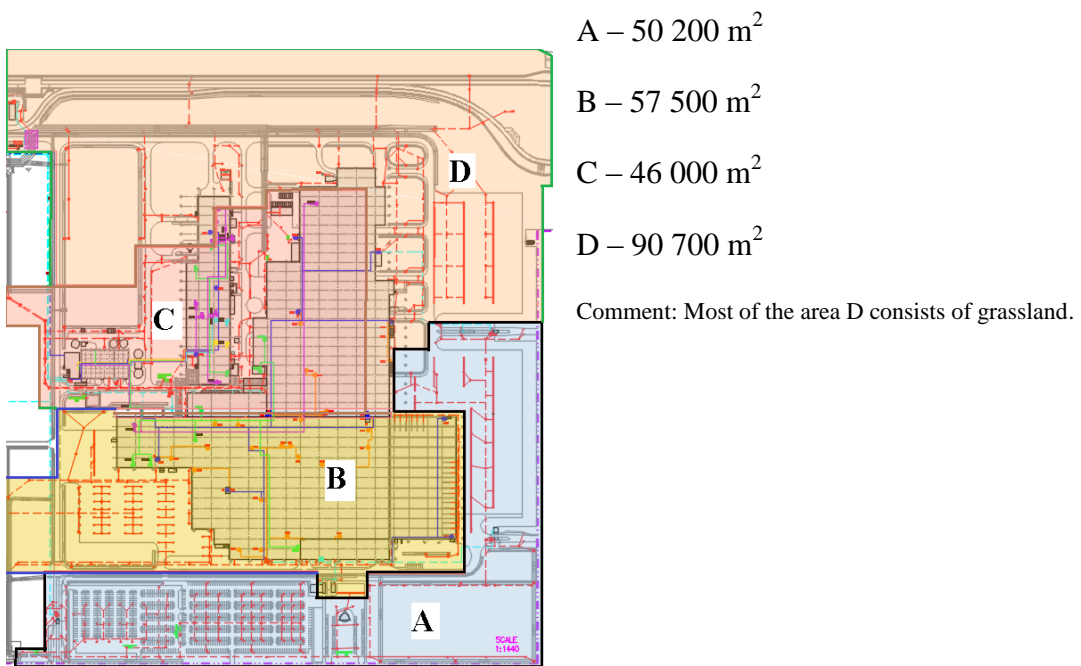 A – 50 200 m²
B – 57 500 m²
C – 46 000 m²
D – 90 700 m²
Comment: Most of the area D consists of grassland.
D
C
B
A
SCALE
1:1440